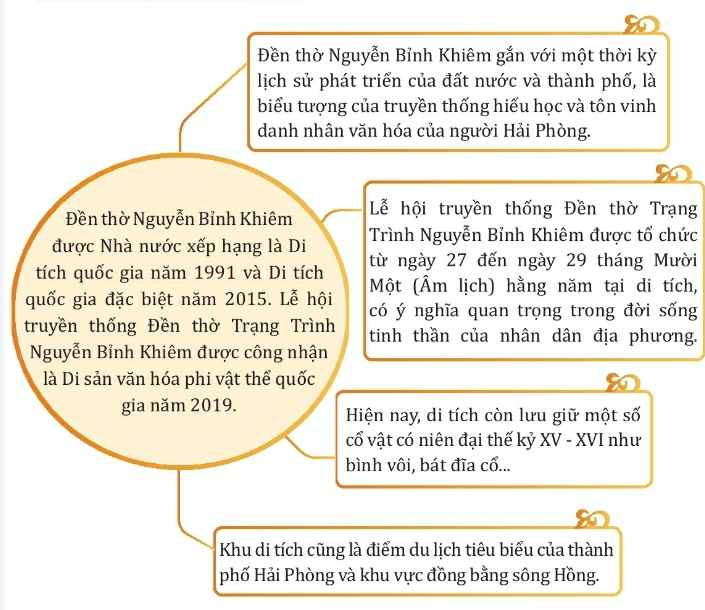 Đền thờ Nguyễn Bỉnh Khiêm gắn với một thời kỳ
lịch sử phát triển của đất nước và thành phố, là
biểu tượng của truyền thống hiếu học và tôn vinh
danh nhân văn hóa của người Hải Phòng.
Đền thờ Nguyễn Bỉnh Khiêm
được Nhà nước xếp hạng là Di
tích quốc gia năm 1991 và Di tích
quốc gia đặc biệt năm 2015. Lễ hội
truyền thống Đền thờ Trạng Trình
Nguyễn Bỉnh Khiêm được công nhận
là Di sản văn hóa phi vật thể quốc
gia năm 2019.
Lễ hội truyền thống Đền thờ Trạng
Trình Nguyễn Bỉnh Khiêm được tổ chức
từ ngày 27 đến ngày 29 tháng Mười
Một (Âm lịch) hằng năm tại di tích,
có ý nghĩa quan trọng trong đời sống
tinh thần của nhân dân địa phương.
Hiện nay, di tích còn lưu giữ một số
cổ vật có niên đại thế kỷ XV - XVI như
bình vôi, bát đĩa cổ...
Khu di tích cũng là điểm du lịch tiêu biểu của thành
phố Hải Phòng và khu vực đồng bằng sông Hồng.